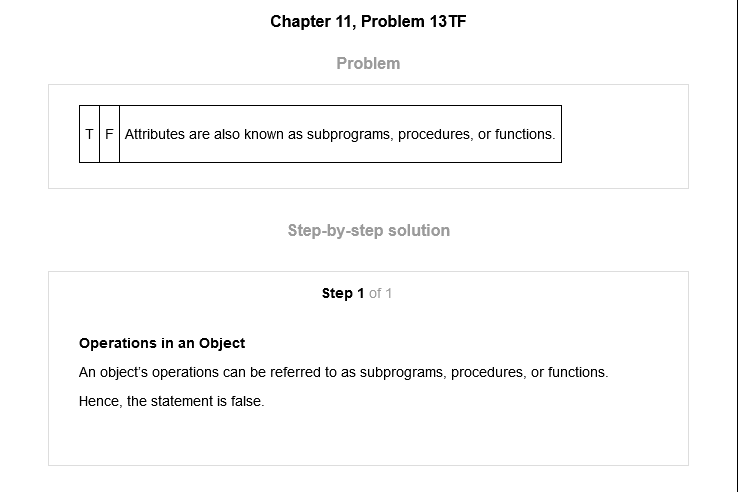 Chapter 11, Problem 13TF
Problem
T F Attributes are also known as subprograms, procedures, or functions.
Step-by-step solution
Step 1 of 1
Operations in an Object
An object's operations can be referred to as subprograms, procedures, or functions.
Hence, the statement is false.